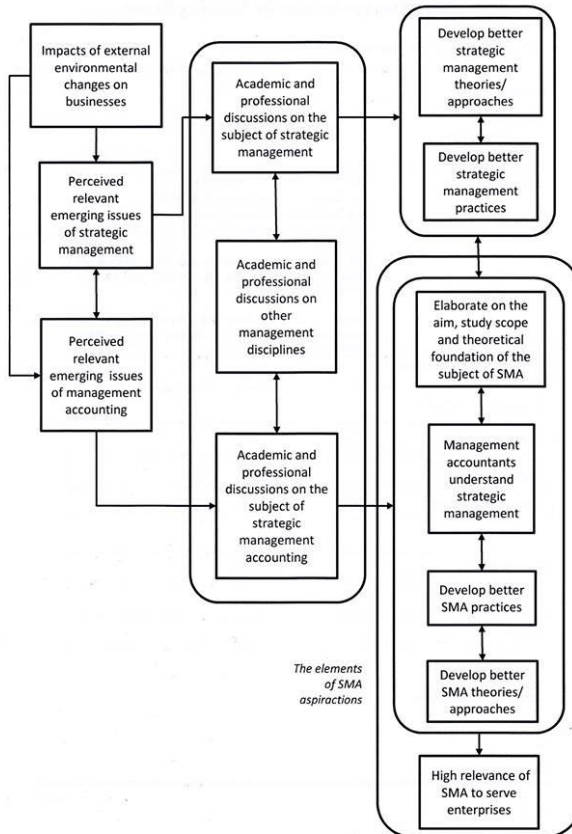 Impacts of external
environmental
changes on
businesses
Perceived relevant
emerging issues
of strategic
management
Perceived
relevant
emerging issues
of management
accounting
Academic and
professional
discussions on the
subject of strategic
management
Academic and
professional
discussions on
other
management
disciplines
Academic and
professional
discussions on the
subject of
strategic
management
accounting
Develop better
strategic
management
theories/
approaches
Develop better
strategic
management
practices
Elaborate on the
aim, study scope
and theoretical
foundation of the
subject of SMA
Management
accountants
understand
strategic
management
Develop better
SMA practices
Develop better
SMA theories/
approaches
High relevance of
SMA to serve
enterprises
The elements
of SMA
aspiractions